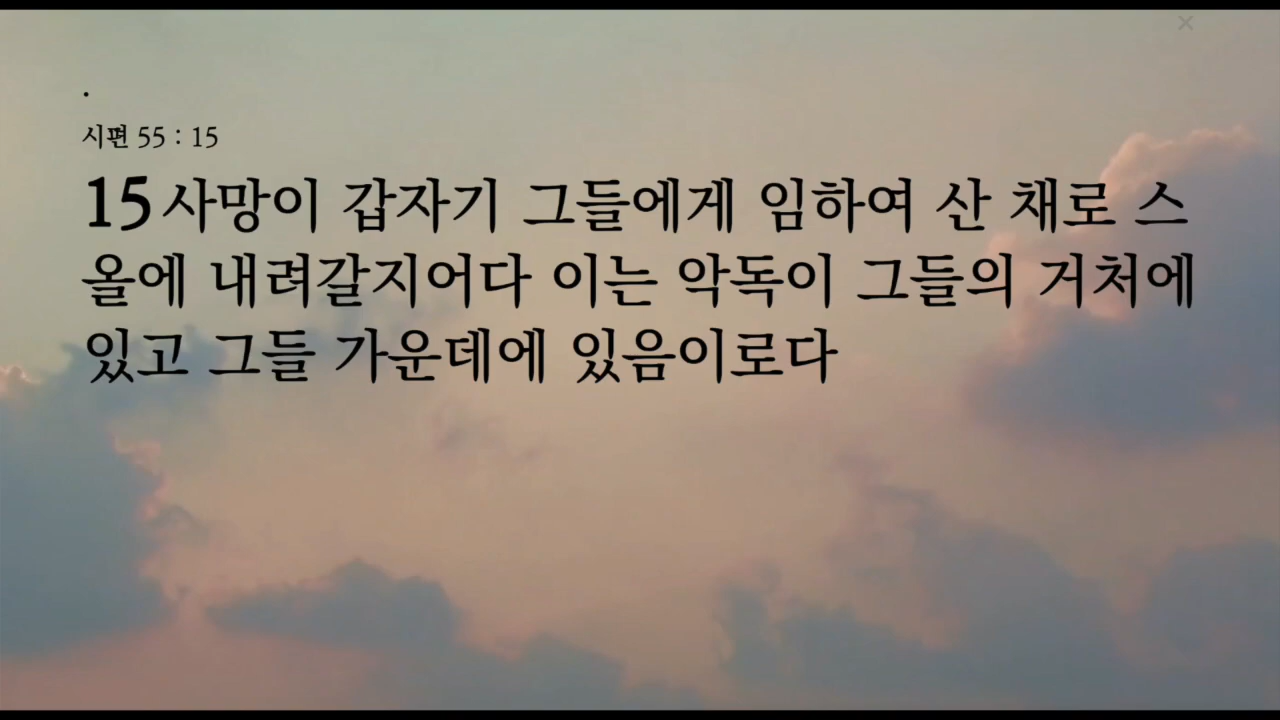 .
시편 55 : 15
15 사망이 갑자기 그들에게 임하여 산 채로 스
올에 내려갈지어다 이는 악독이 그들의 거처에
있고 그들 가운데에 있음이로다